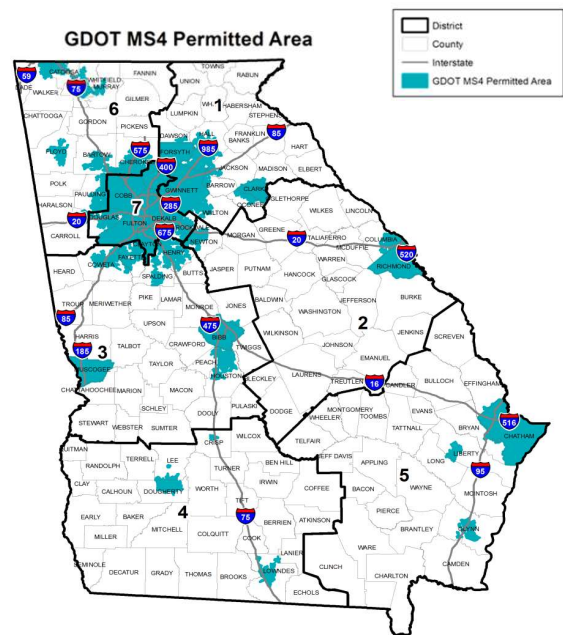 GDOT MS4 Permitted Area
District
County
Interstate
GDOT MS4 Permitted Area
TOWNS
59
CATOOSA
FANNIN
RABUN
UNION
DADE
75
WHITFIELD
MURRAY
WALKER
6
GILMER
1
WH.
HABERSHAM
LUMPKIN
STEPHENS
CHATTOOGA
GORDON
PICKENS
DAWSON
HALL
FRANKLIN
85
BANKS
HART
575
985
FLOYD
BARTOW
CHEROKEE
FORSYTH
400
JACKSON
MADISON
ELBERT
POLK
PAULDING
COBB
GWINNETT
BARROW
CLARKE
7
285
OCONEE
OGLETHORPE
LINCOLN
HARALSON
DOUGLAS
DEKALB
WALTON
WILKES
20
FULTON
ROCKDALE
GREENE
TALIAFERRO
COLUMBIA
CARROLL
675
MORGAN
20
MCDUFFIE
520
CLAYTON
NEWTON
WARREN
RICHMOND
HEARD
COWETA
FAYETTE
HENRY
JASPER
PUTNAM
HANCOCK
GLASCOCK
SPALDING
BUTTS
TROUP
MERIWETHER
PIKE
LAMAR
MONROE
JONES
BALDWIN
JEFFERSON
BURKE
85
WASHINGTON
UPSON
475
2
HARRIS
BIBB
WILKINSON
JENKINS
SCREVEN
185
3
TALBOT
CRAWFORD
TWIGGS
JOHNSON
EMANUEL
MUSCOGEE
TAYLOR
PEACH
HOUSTON
BLECKLEY
LAURENS
TREUTLEN
16
CANDLER
BULLOCH
EFFINGHAM
CHATTAHOOCHEE
MARION
MACON
SCHLEY
DOOLY
PULASKI
DODGE
MONTGOMERY
TOOMBS
EVANS
516
STEWART
WEBSTER
SUMTER
WHEELER
TATTNALL
BRYAN
CHATHAM
QUITMAN
CRISP
WILCOX
TELFAIR
5
LONG
LIBERTY
95
RANDOLPH
TERRELL
LEE
TURNER
BEN HILL
JEFF DAVIS
APPLING
CLAY
CALHOUN
DOUGHERTY
WORTH
IRWIN
COFFEE
BACON
WAYNE
MCINTOSH
4
TIFT
75
EARLY
BAKER
MITCHELL
BERRIEN
ATKINSON
PIERCE
COLQUITT
COOK
BRANTLEY
GLYNN
MILLER
LANIER
WARE
SEMINOLE
DECATUR
GRADY
THOMAS
BROOKS
LOWNDES
CLINCH
CHARLTON
CAMDEN
ECHOLS